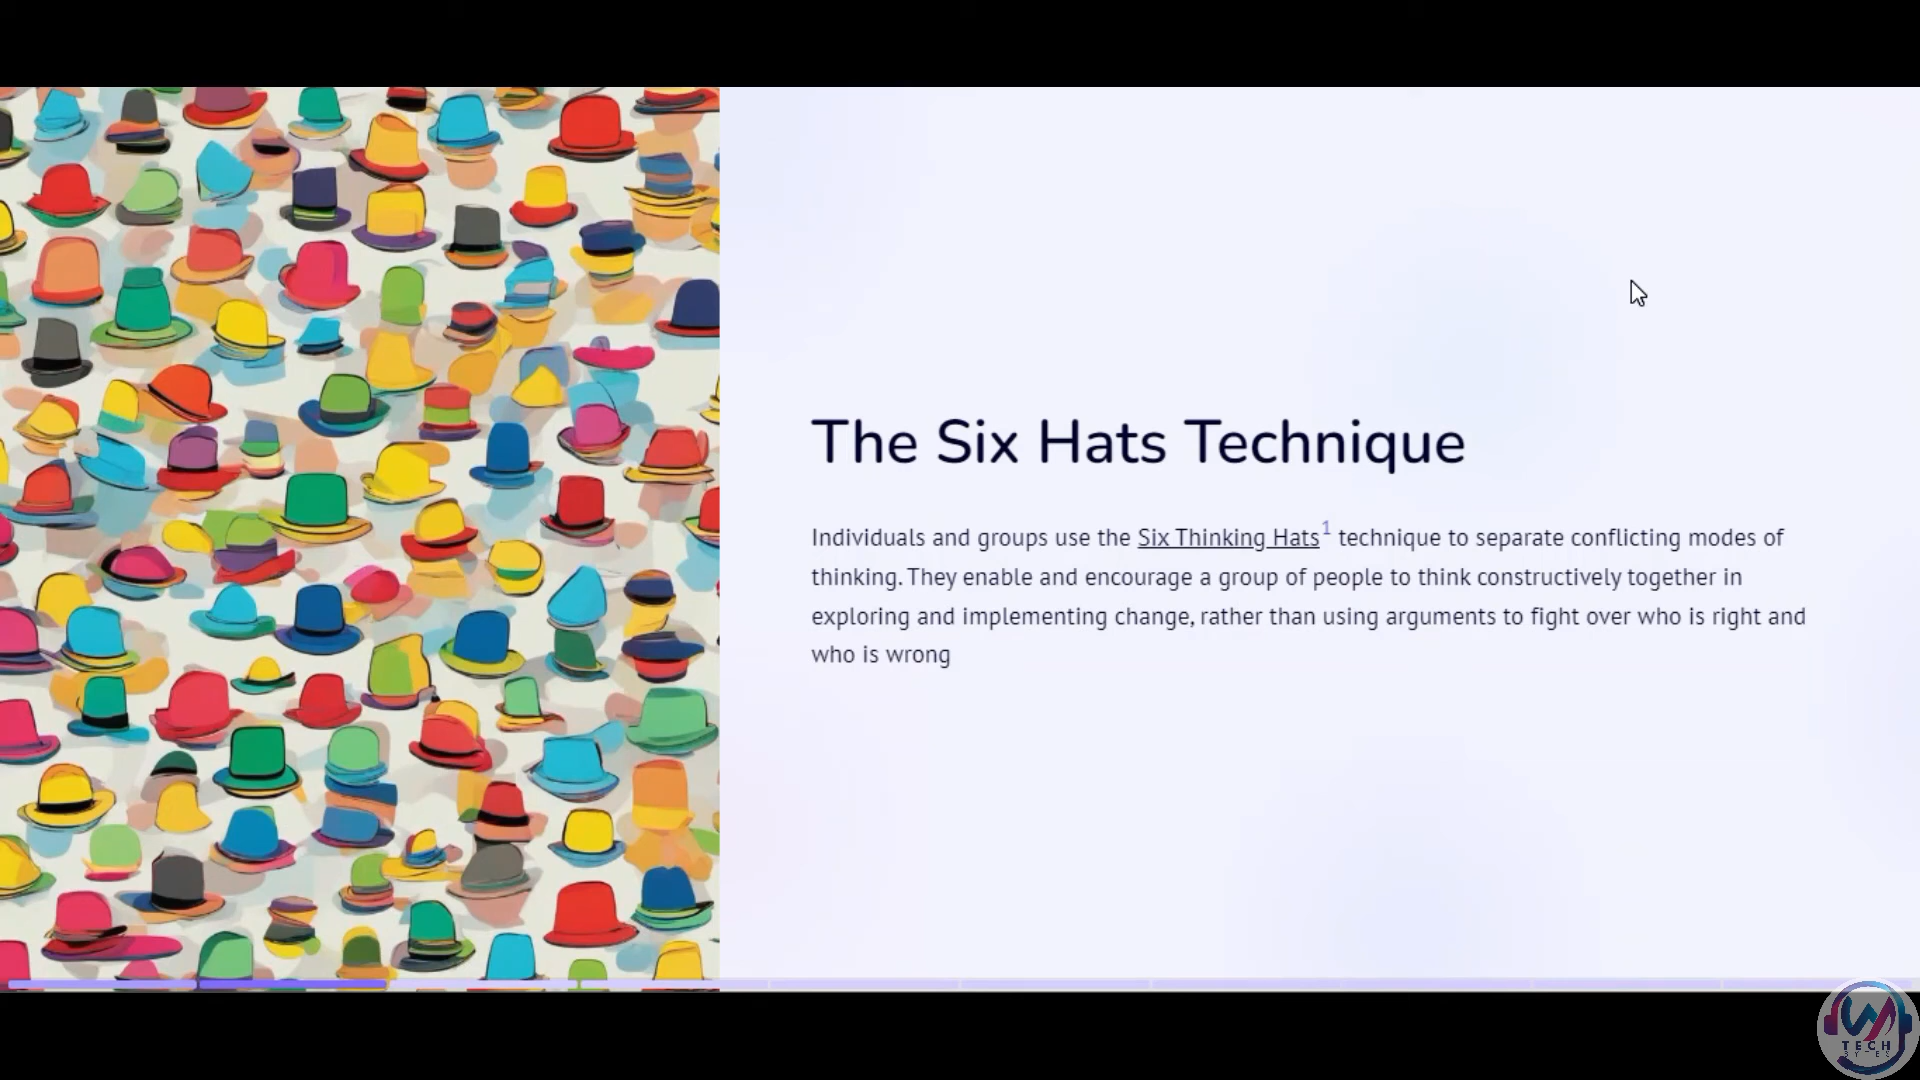 The Six Hats Technique
Individuals and groups use the Six Thinking Hats1 technique to separate conflicting modes of
thinking. They enable and encourage a group of people to think constructively together in
exploring and implementing change, rather than using arguments to fight over who is right and
who is wrong
TECH
BYTES